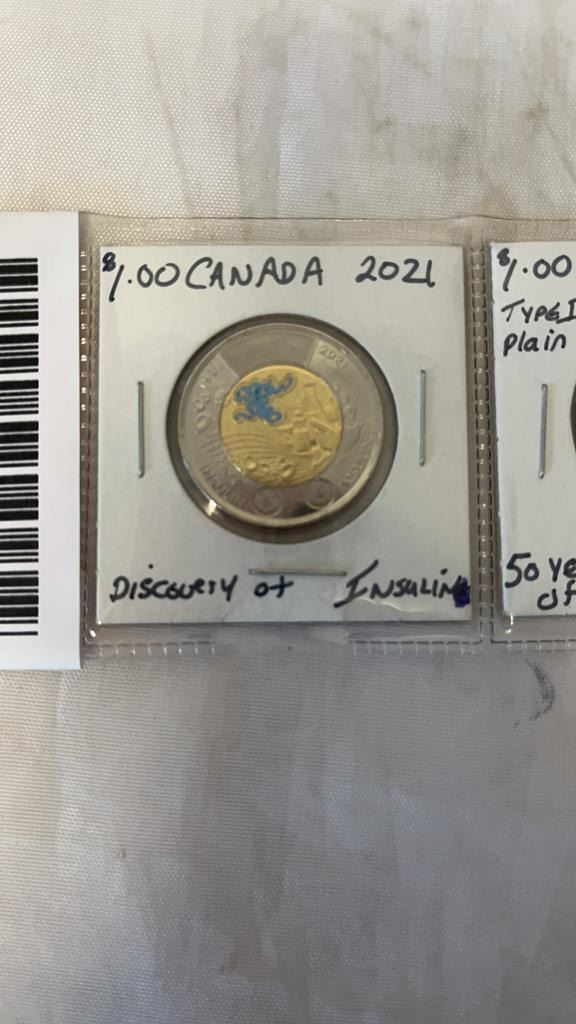 $1.00 CANADA 2021
2021
DISCOVERY of INSULIN
$1.00
TYPE I
Plain
50 Ye
of